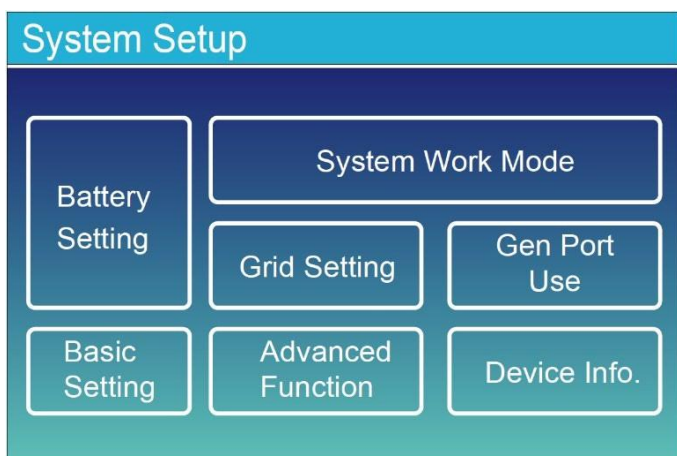 System Setup
Battery
Setting
System Work Mode
Grid Setting
Gen Port
Use
Basic
Setting
Advanced
Function
Device Info.